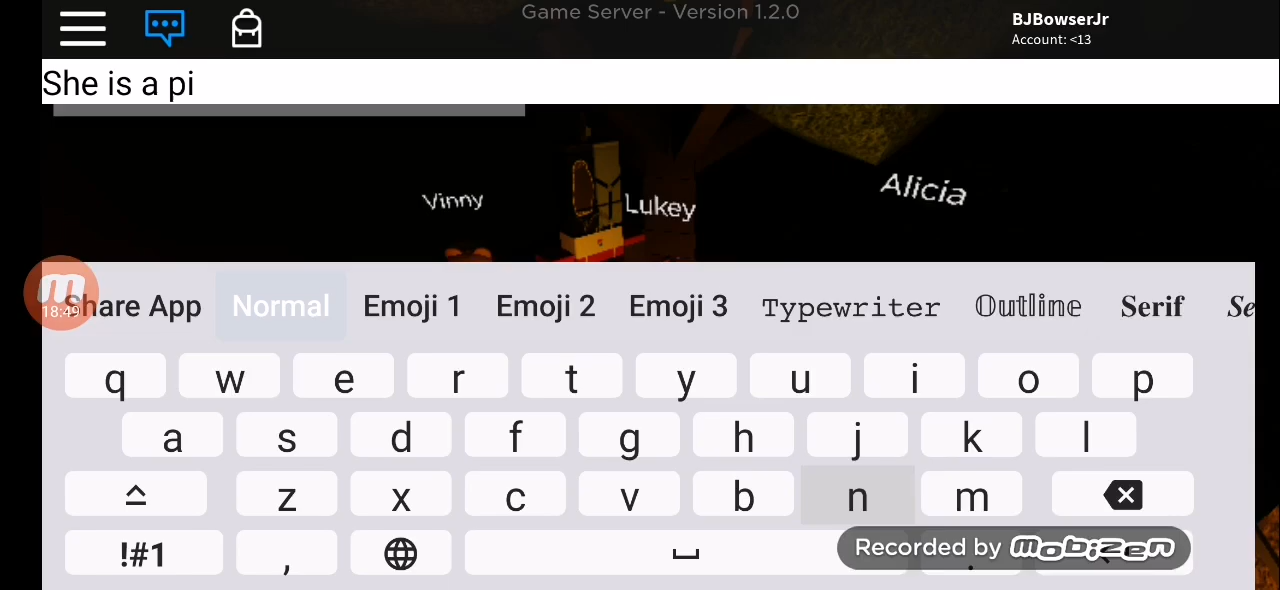 Game Server - Version 1.2.0
BJBowserJr
Account: <13
She is a pi
Vinny
Lukey
Alicia
18:49
Share App Normal Emoji 1 Emoji 2 Emoji 3 Typewriter Outline Serif Se
q w e r t y u i o p
a s d f g h j k l
z x c v b n m
!#1 , .
Recorded by mobizen